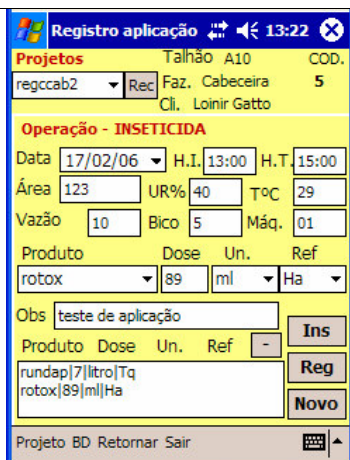 Registro aplicação 13:22
Projetos Talhão A10 COD.
regccab2 Rec Faz. Cabeceira 5
Cli. Loinir Gatto
Operação - INSETICIDA
Data 17/02/06 H.I. 13:00 H.T. 15:00
Área 123 UR% 40 TºC 29
Vazão 10 Bico 5 Máq. 01
Produto Dose Un. Ref
rotox 89 ml Ha
Obs teste de aplicação
Ins
Produto Dose Un. Ref -
rundap|7|litro|Tq
Reg
rotox|89|ml|Ha
Novo
Projeto BD Retornar Sair